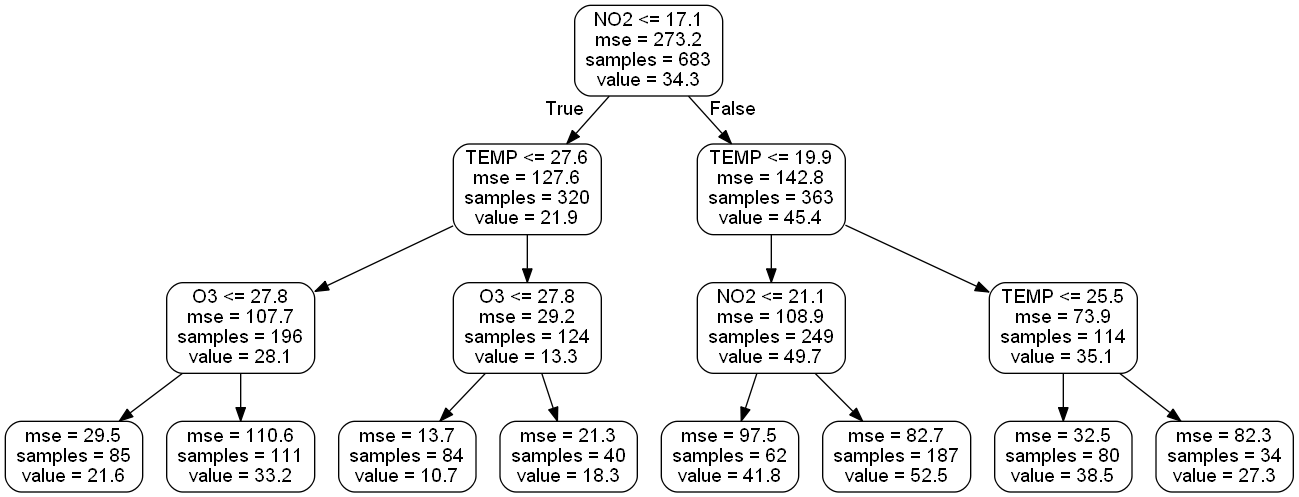 NO2 <= 17.1
mse = 273.2
samples = 683
value = 34.3
True
False
TEMP <= 27.6
mse = 127.6
samples = 320
value = 21.9
TEMP <= 19.9
mse = 142.8
samples = 363
value = 45.4
O3 <= 27.8
mse = 107.7
samples = 196
value = 28.1
O3 <= 27.8
mse = 29.2
samples = 124
value = 13.3
NO2 <= 21.1
mse = 108.9
samples = 249
value = 49.7
TEMP <= 25.5
mse = 73.9
samples = 114
value = 35.1
mse = 29.5
samples = 85
value = 21.6
mse = 110.6
samples = 111
value = 33.2
mse = 13.7
samples = 84
value = 10.7
mse = 21.3
samples = 40
value = 18.3
mse = 97.5
samples = 62
value = 41.8
mse = 82.7
samples = 187
value = 52.5
mse = 32.5
samples = 80
value = 38.5
mse = 82.3
samples = 34
value = 27.3